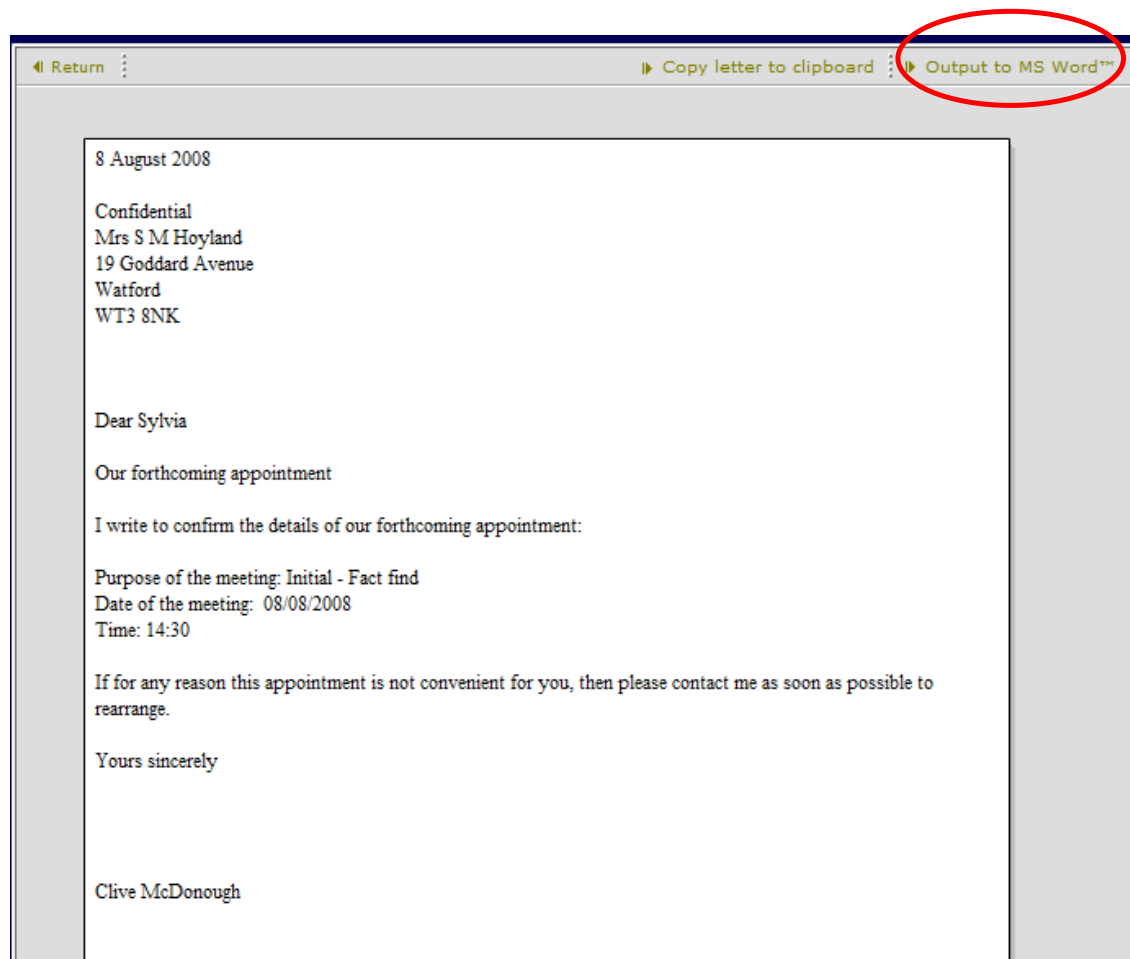 Return
Copy letter to clipboard
Output to MS Word™
8 August 2008
Confidential
Mrs S M Hoyland
19 Goddard Avenue
Watford
WT3 8NK
Dear Sylvia
Our forthcoming appointment
I write to confirm the details of our forthcoming appointment:
Purpose of the meeting: Initial - Fact find
Date of the meeting:  08/08/2008
Time: 14:30
If for any reason this appointment is not convenient for you, then please contact me as soon as possible to
rearrange.
Yours sincerely
Clive McDonough